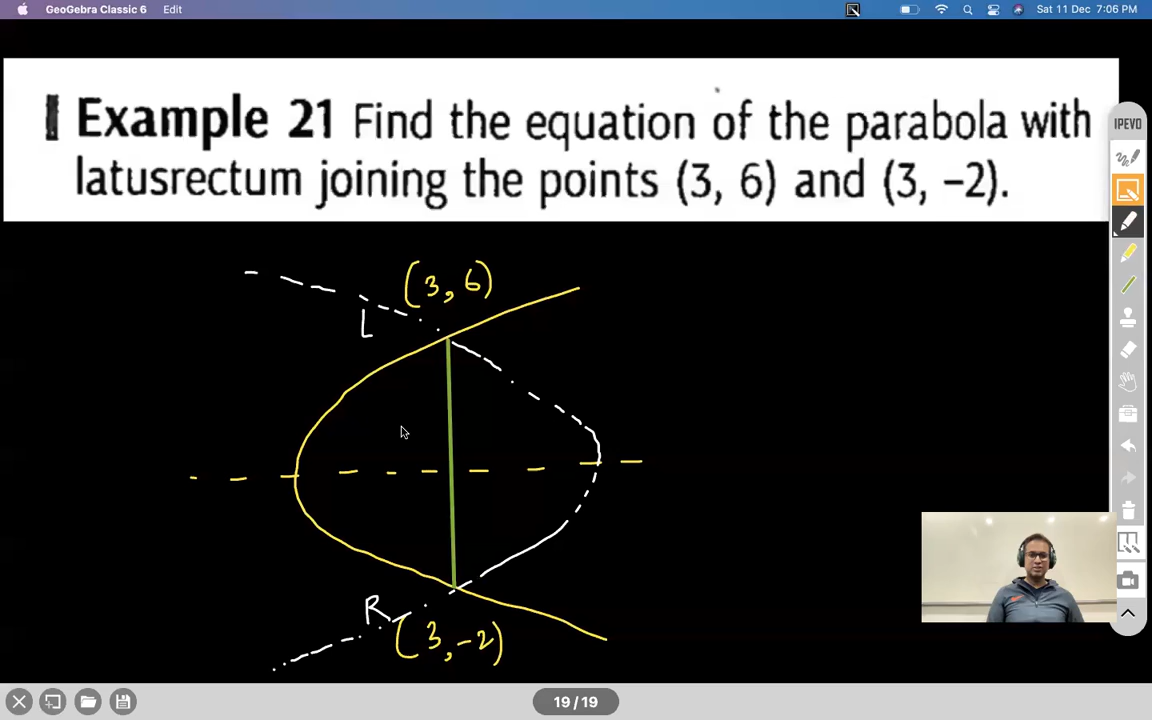 GeoGebra Classic 6 Edit Sat 11 Dec 7:06 PM
Example 21 Find the equation of the parabola with
latusrectum joining the points (3, 6) and (3, –2).
IPEVO
(3, 6)
L
R
(3, -2)
19 / 19